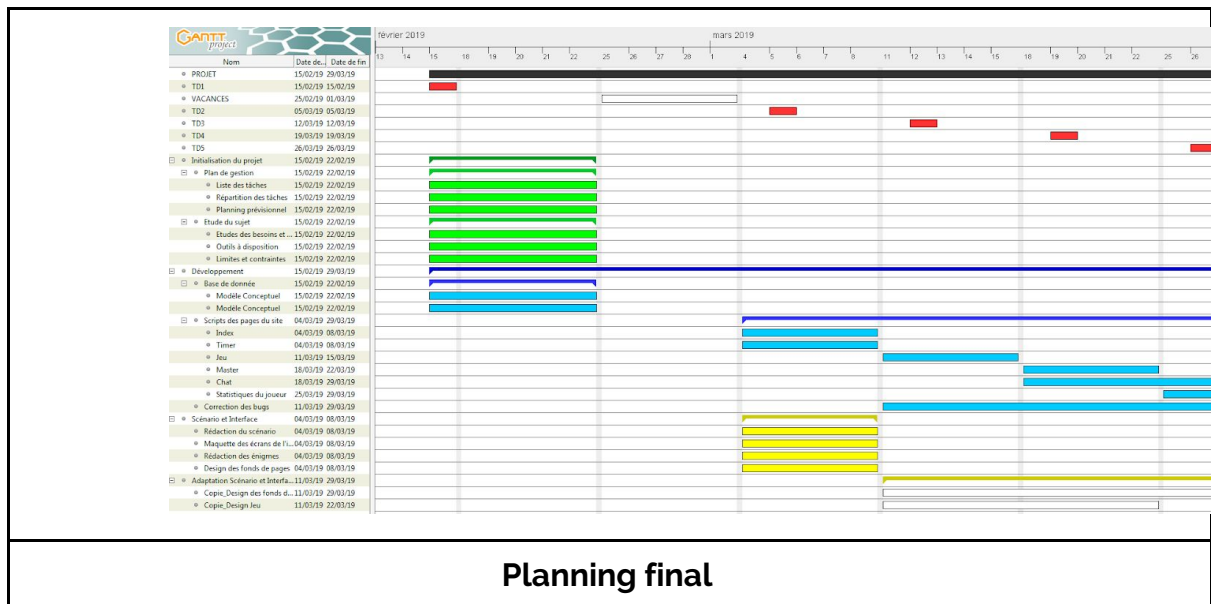 GANTT project
février 2019 mars 2019
13 14 15 18 19 20 21 22 25 26 27 28 1 4 5 6 7 8 11 12 13 14 15 18 19 20 21 22 25 26
Nom Date de... Date de fin
PROJET 15/02/19 29/03/19
TD1 15/02/19 15/02/19
VACANCES 25/02/19 01/03/19
TD2 05/03/19 05/03/19
TD3 12/03/19 12/03/19
TD4 19/03/19 19/03/19
TD5 26/03/19 26/03/19
Initialisation du projet 15/02/19 22/02/19
Plan de gestion 15/02/19 22/02/19
Liste des tâches 15/02/19 22/02/19
Répartition des tâches 15/02/19 22/02/19
Planning prévisionnel 15/02/19 22/02/19
Etude du sujet 15/02/19 22/02/19
Etudes des besoins et ... 15/02/19 22/02/19
Outils à disposition 15/02/19 22/02/19
Limites et contraintes 15/02/19 22/02/19
Développement 15/02/19 29/03/19
Base de donnée 15/02/19 22/02/19
Modèle Conceptuel 15/02/19 22/02/19
Modèle Conceptuel 15/02/19 22/02/19
Scripts des pages du site 04/03/19 29/03/19
Index 04/03/19 08/03/19
Timer 04/03/19 08/03/19
Jeu 11/03/19 15/03/19
Master 18/03/19 22/03/19
Chat 18/03/19 29/03/19
Statistiques du joueur 25/03/19 29/03/19
Correction des bugs 11/03/19 29/03/19
Scénario et Interface 04/03/19 08/03/19
Rédaction du scénario 04/03/19 08/03/19
Maquette des écrans de l'i... 04/03/19 08/03/19
Rédaction des énigmes 04/03/19 08/03/19
Design des fonds de pages 04/03/19 08/03/19
Adaptation Scénario et Interfa... 11/03/19 29/03/19
Copie_Design des fonds d... 11/03/19 29/03/19
Copie_Design Jeu 11/03/19 22/03/19
Planning final